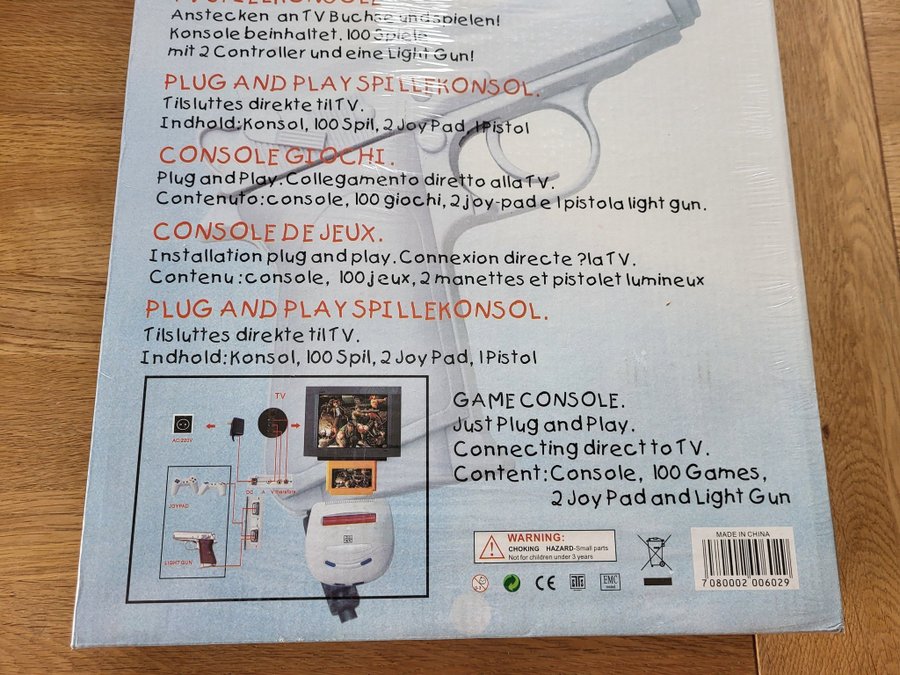 TV SPILLEKONSOLE
Anstecken an TV Buchse und spielen!
Konsole beinhaltet. 100 Spiele
mit 2 Controller und eine Light Gun!
PLUG AND PLAY SPILLEKONSOL.
Tilsluttes direkte til TV.
Indhold: Konsol, 100 Spil, 2 Joy Pad, 1 Pistol
CONSOLE GIOCHI.
Plug and Play. Collegamento diretto alla TV.
Contenuto: console, 100 giochi, 2 joy-pad e 1 pistola light gun.
CONSOLE DE JEUX.
Installation plug and play. Connexion directe ?la TV.
Contenu: console, 100 jeux, 2 manettes et pistolet lumineux
PLUG AND PLAY SPILLEKONSOL.
Tilsluttes direkte til TV.
Indhold: Konsol, 100 Spil, 2 Joy Pad, 1 Pistol
TV
AC:220V
DC A V
JOYPAD
LIGHT GUN
GAME CONSOLE.
Just Plug and Play.
Connecting direct to TV.
Content: Console, 100 Games,
2 Joy Pad and Light Gun
WARNING:
CHOKING HAZARD-Small parts
Not for children under 3 years
0-3
CE
EMC
MADE IN CHINA
7 080002 006029